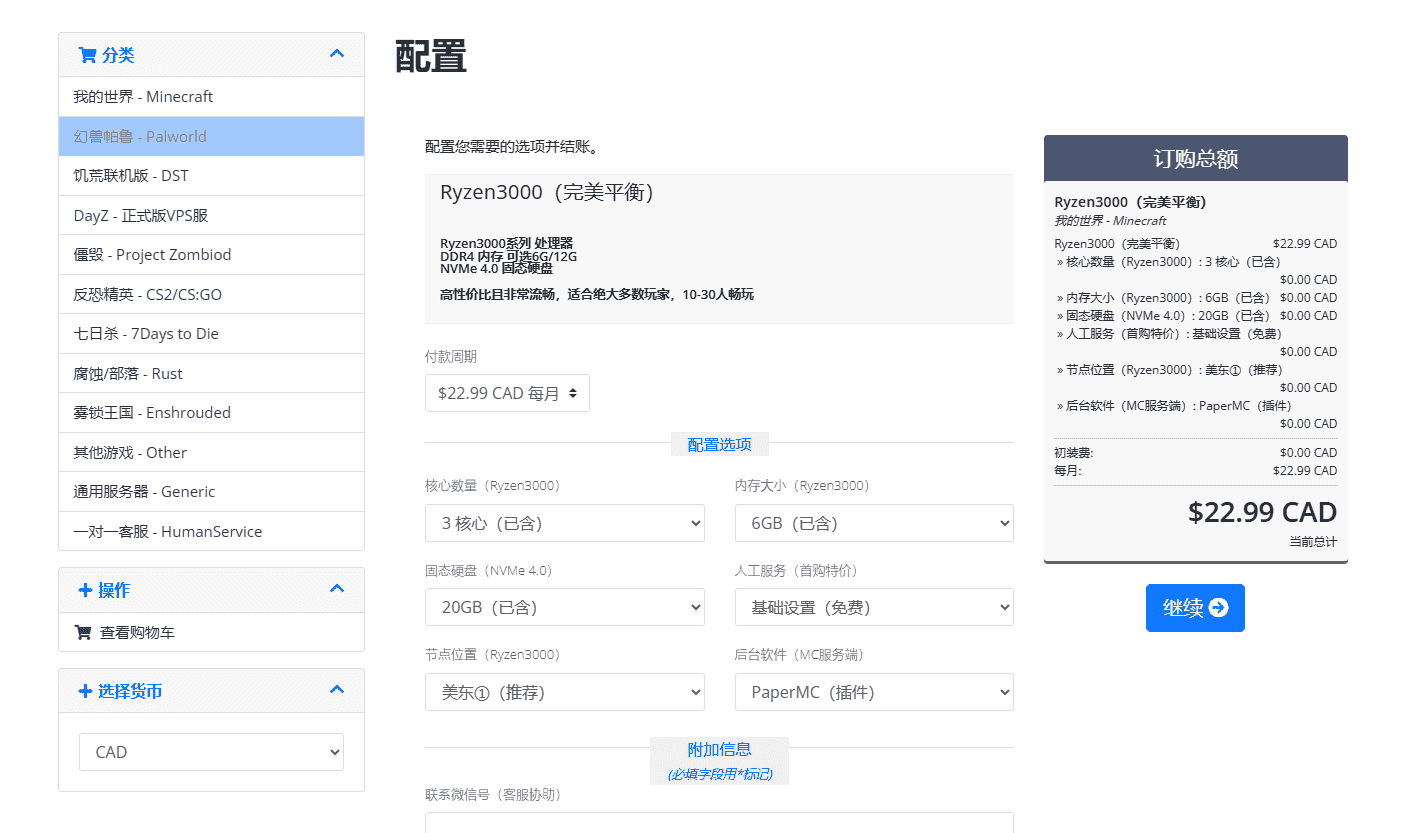 分类
我的世界 - Minecraft
幻兽帕鲁 - Palworld
饥荒联机版 - DST
DayZ - 正式版VPS服
僵毁 - Project Zombiod
反恐精英 - CS2/CS:GO
七日杀 - 7Days to Die
腐蚀/部落 - Rust
雾锁王国 - Enshrouded
其他游戏 - Other
通用服务器 - Generic
一对一客服 - HumanService
操作
查看购物车
选择货币
CAD
配置
配置您需要的选项并结账。
Ryzen3000（完美平衡）
Ryzen3000系列 处理器
DDR4 内存 可选6G/12G
NVMe 4.0 固态硬盘
高性价比且非常流畅，适合绝大多数玩家，10-30人畅玩
付款周期
$22.99 CAD 每月
配置选项
核心数量（Ryzen3000）
内存大小（Ryzen3000）
3 核心（已含）
6GB（已含）
固态硬盘（NVMe 4.0）
人工服务（首购特价）
20GB（已含）
基础设置（免费）
节点位置（Ryzen3000）
后台软件（MC服务端）
美东①（推荐）
PaperMC（插件）
附加信息
(必填字段用*标记)
联系微信号（客服协助）
订购总额
Ryzen3000（完美平衡）
我的世界 - Minecraft
Ryzen3000（完美平衡） $22.99 CAD
» 核心数量（Ryzen3000）: 3 核心（已含）
$0.00 CAD
» 内存大小（Ryzen3000）: 6GB（已含） $0.00 CAD
» 固态硬盘（NVMe 4.0）: 20GB（已含） $0.00 CAD
» 人工服务（首购特价）: 基础设置（免费）
$0.00 CAD
» 节点位置（Ryzen3000）: 美东①（推荐）
$0.00 CAD
» 后台软件（MC服务端）: PaperMC（插件）
$0.00 CAD
初装费: $0.00 CAD
每月: $22.99 CAD
$22.99 CAD
当前总计
继续